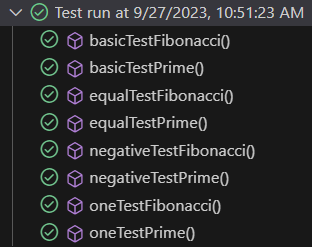 Test run at 9/27/2023, 10:51:23 AM
basicTestFibonacci()
basicTestPrime()
equalTestFibonacci()
equalTestPrime()
negativeTestFibonacci()
negativeTestPrime()
oneTestFibonacci()
oneTestPrime()